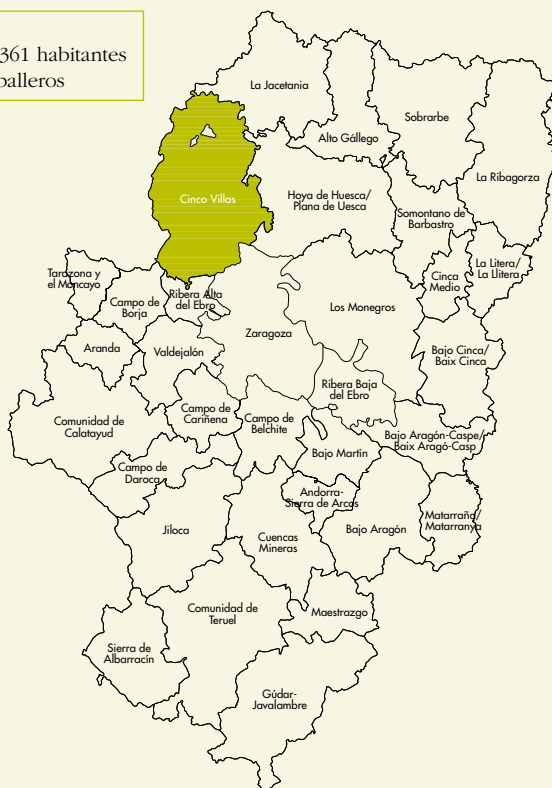 361 habitantes
balleros
La Jacetania
Alto Gállego
Sobrarbe
La Ribagorza
Cinco Villas
Hoya de Huesca/
Plana de Uesca
Somontano de
Barbastro
La Litera/
La Llitera
Cinca
Medio
Tarazona y
el Moncayo
Campo de
Borja
Ribera Alta
del Ebro
Los Monegros
Zaragoza
Aranda
Valdejalón
Bajo Cinca/
Baix Cinca
Ribera Baja
del Ebro
Comunidad de
Calatayud
Campo de
Cariñena
Campo de
Belchite
Bajo Aragón-Caspe/
Baix Aragó-Casp
Bajo Martín
Campo de
Daroca
Andorra-
Sierra de Arcos
Matarraña/
Matarranya
Jiloca
Cuencas
Mineras
Bajo Aragón
Comunidad de
Teruel
Maestrazgo
Sierra de
Albarracín
Gúdar-
Javalambre